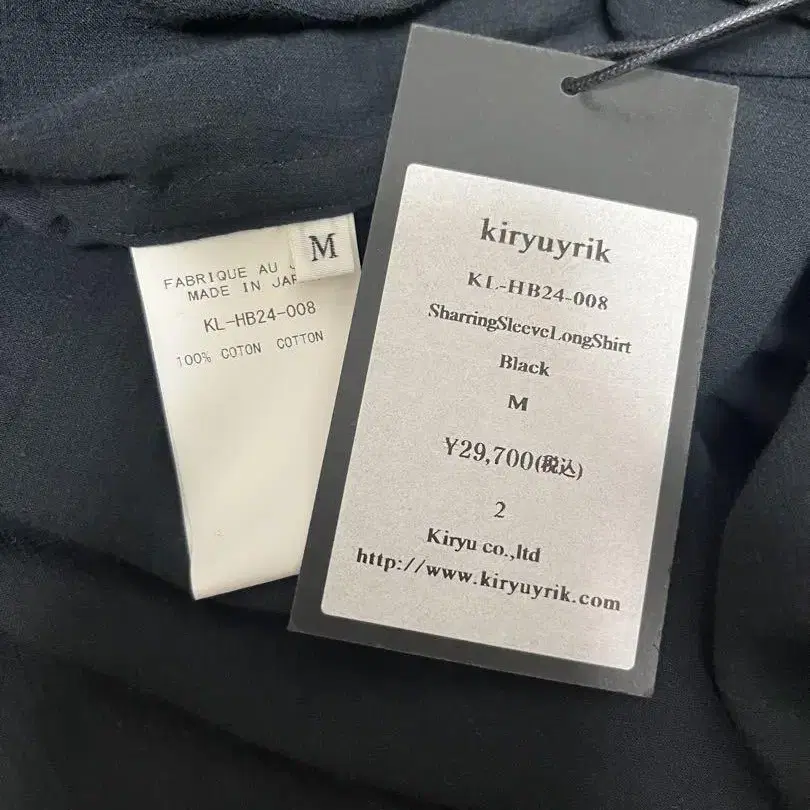 M
FABRIQUE AU
MADE IN JAP
KL-HB24-008
100% COTON COTTON
kiryuyrik
KL-HB24-008
SharringSleeveLongShirt
Black
M
¥29,700(税込)
2
Kiryu co.,ltd
http://www.kiryuyrik.com